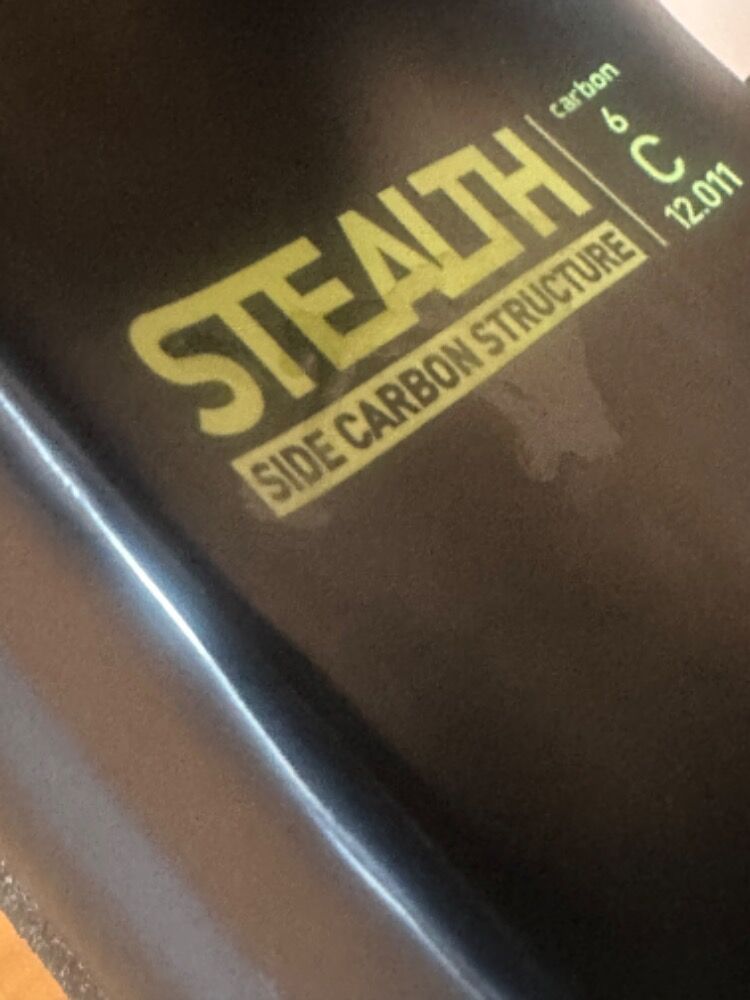 STEALTH
SIDE CARBON STRUCTURE
carbon
6
C
12.011